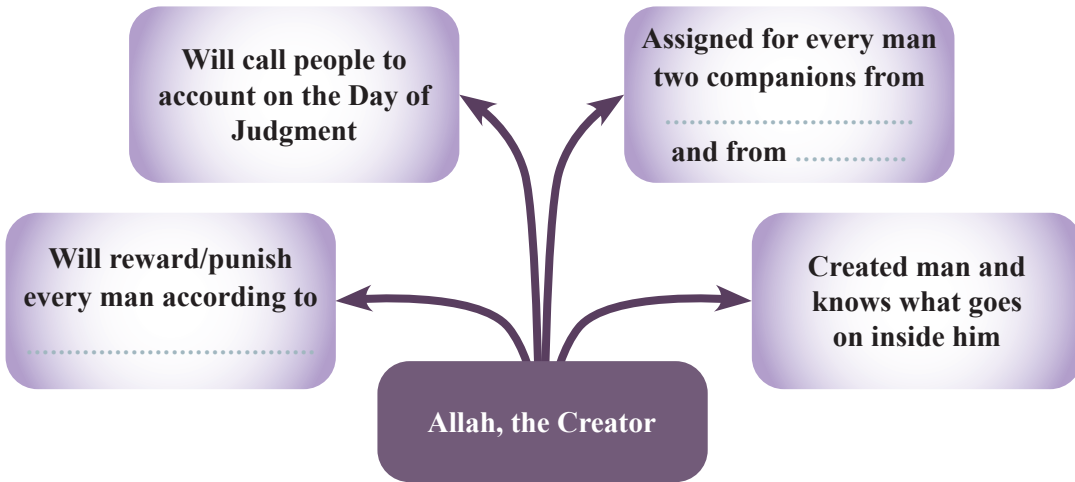 Will call people to
account on the Day of
Judgment
Assigned for every man
two companions from
......................................
and from .................
Will reward/punish
every man according to
............................................
Created man and
knows what goes
on inside him
Allah, the Creator